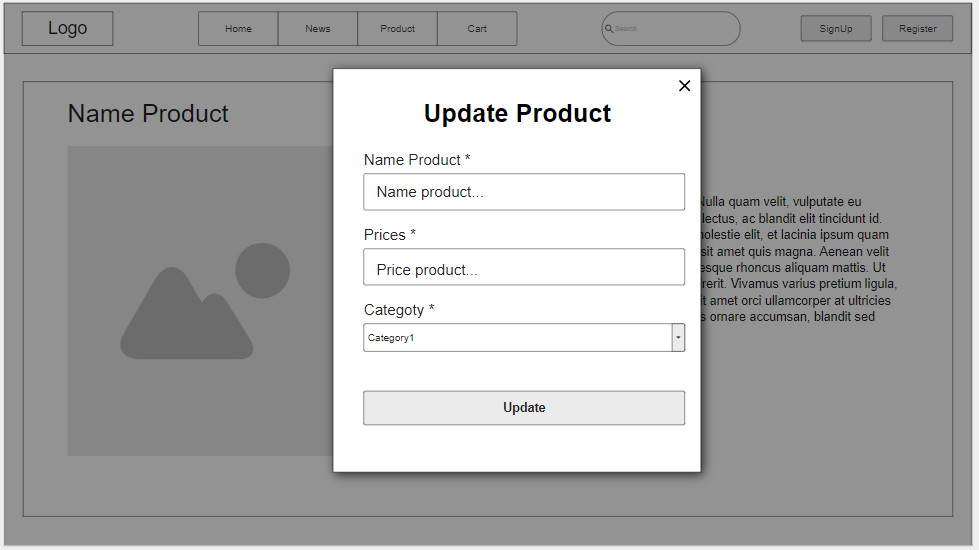 Logo
Home
News
Product
Cart
Search
SignUp
Register
Name Product
Update Product
Name Product *
Name product...
Prices *
Price product...
Categoty *
Category1
Update
Nulla quam velit, vulputate eu
lectus, ac blandit elit tincidunt id.
molestie elit, et lacinia ipsum quam
sit amet quis magna. Aenean velit
rhoncus aliquam mattis. Ut
Vivamus varius pretium ligula,
amet orci ullamcorper at ultricies
ornare accumsan, blandit sed